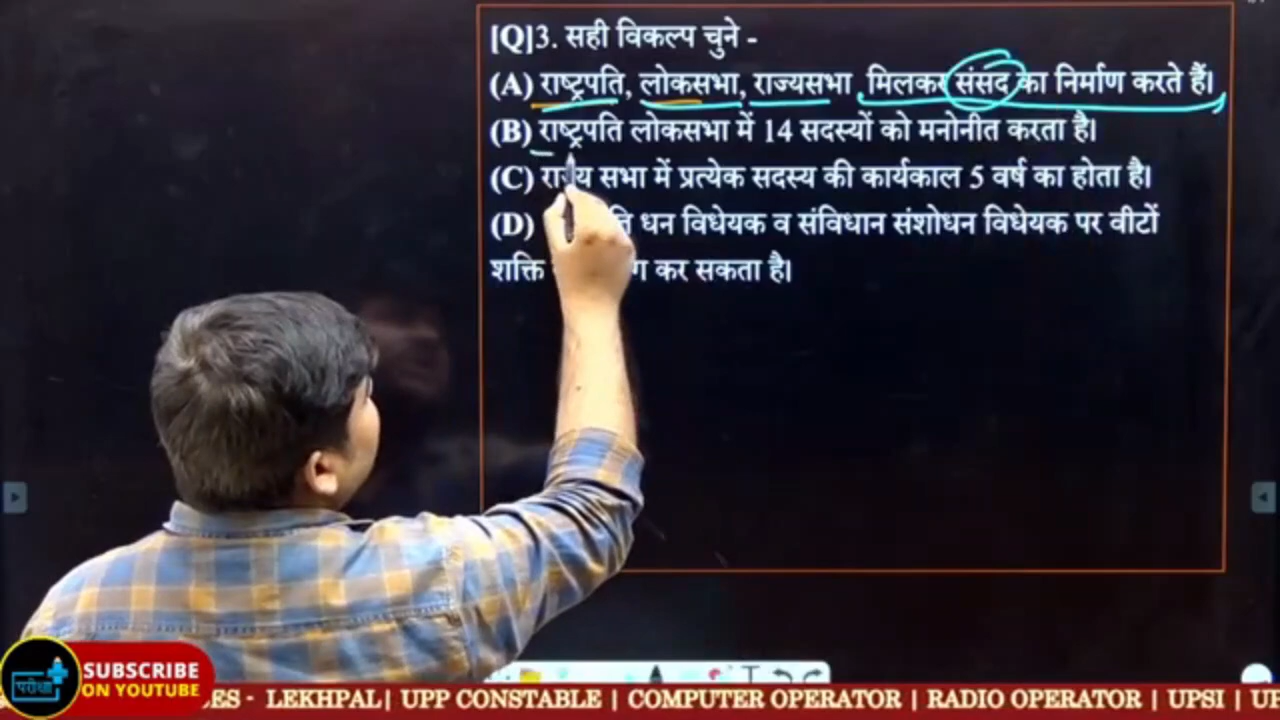 [Q]3. सही विकल्प चुने -
(A) राष्ट्रपति, लोकसभा, राज्यसभा मिलकर संसद का निर्माण करते हैं।
(B) राष्ट्रपति लोकसभा में 14 सदस्यों को मनोनीत करता है।
(C) राज्य सभा में प्रत्येक सदस्य की कार्यकाल 5 वर्ष का होता है।
(D) धन विधेयक व संविधान संशोधन विधेयक पर वीटों
शक्ति कर सकता है।
परीक्षा
SUBSCRIBE
ON YOUTUBE
LEKHPAL | UPP CONSTABLE | COMPUTER OPERATOR | RADIO OPERATOR | UPSI |